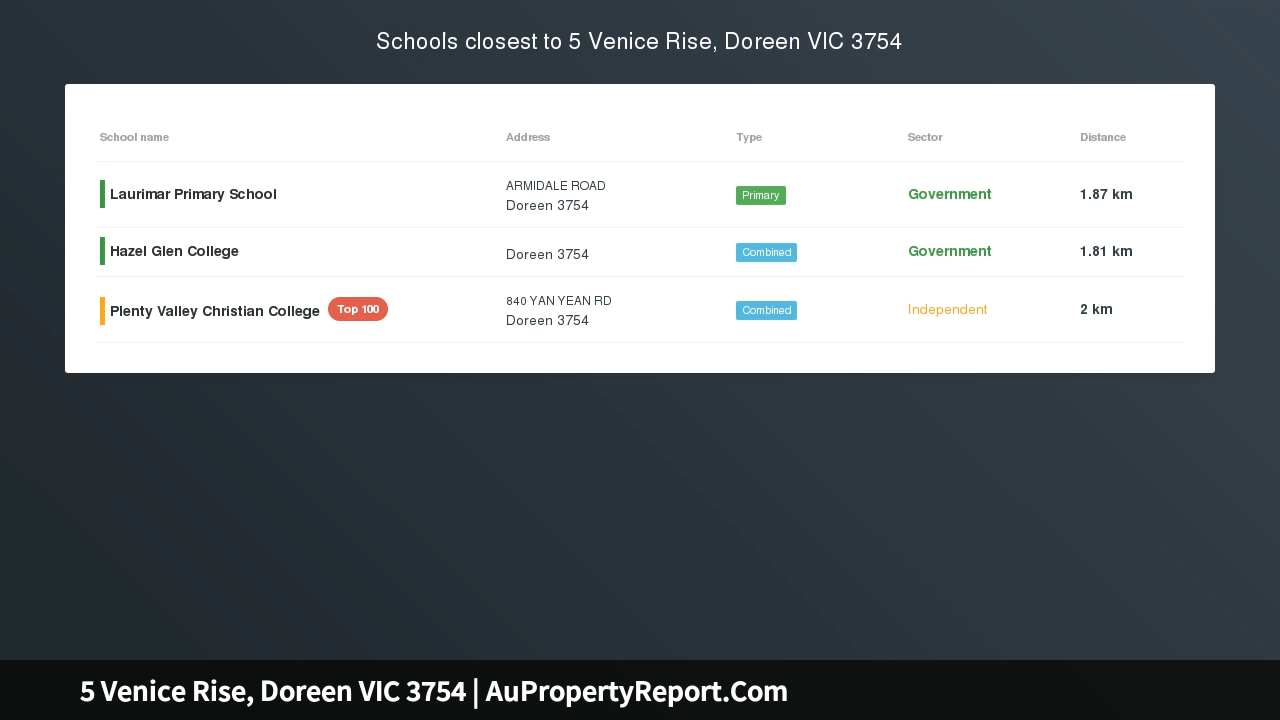 Schools closest to 5 Venice Rise, Doreen VIC 3754
School name Address Type Sector Distance
Laurimar Primary School ARMIDALE ROAD Doreen 3754 Primary Government 1.87 km
Hazel Glen College Doreen 3754 Combined Government 1.81 km
Plenty Valley Christian College Top 100 840 YAN YEAN RD Doreen 3754 Combined Independent 2 km
5 Venice Rise, Doreen VIC 3754 | AuPropertyReport.Com